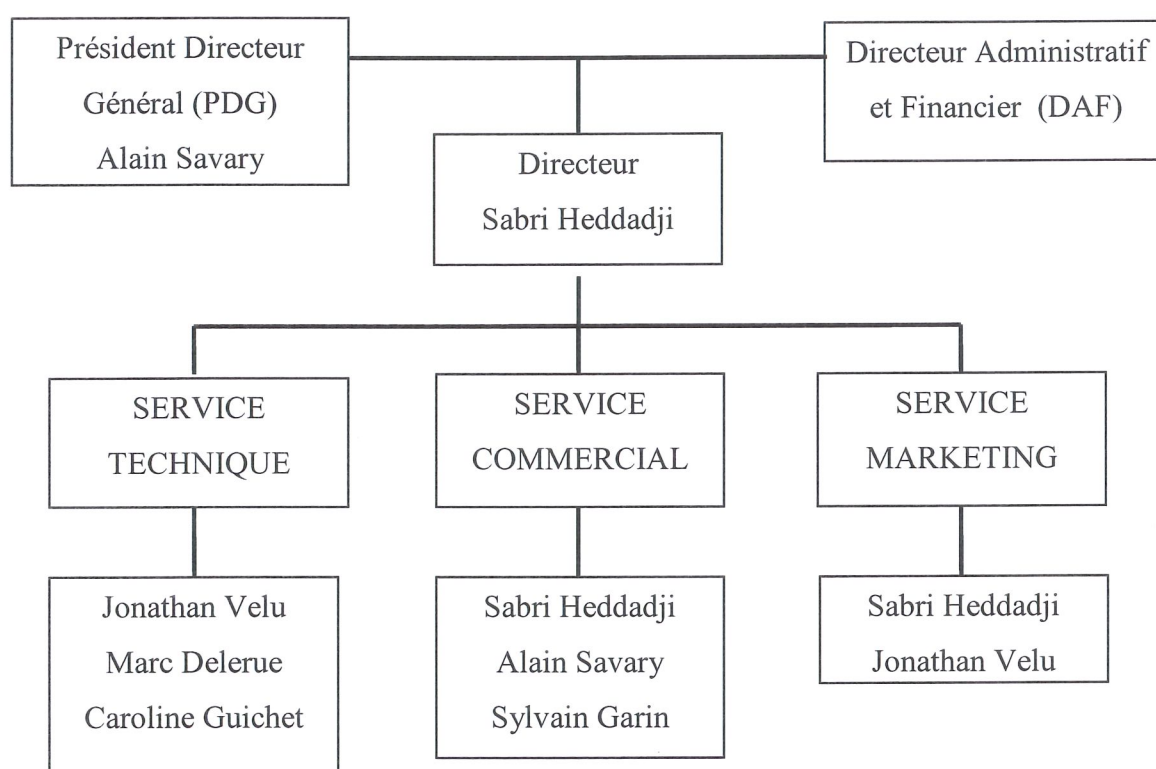 Président Directeur
Général (PDG)
Alain Savary
Directeur Administratif
et Financier (DAF)
Directeur
Sabri Heddadji
SERVICE
TECHNIQUE
SERVICE
COMMERCIAL
SERVICE
MARKETING
Jonathan Velu
Marc Delerue
Caroline Guichet
Sabri Heddadji
Alain Savary
Sylvain Garin
Sabri Heddadji
Jonathan Velu